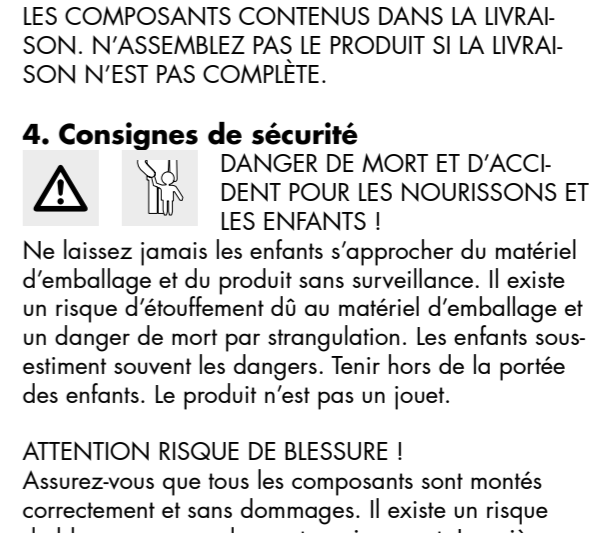 LES COMPOSANTS CONTENUS DANS LA LIVRAI-
SON. N’ASSEMBLEZ PAS LE PRODUIT SI LA LIVRAI-
SON N’EST PAS COMPLÈTE.
4. Consignes de sécurité
DANGER DE MORT ET D’ACCI-
DENT POUR LES NOURISSONS ET
LES ENFANTS !
Ne laissez jamais les enfants s’approcher du matériel
d’emballage et du produit sans surveillance. Il existe
un risque d’étouffement dû au matériel d’emballage et
un danger de mort par strangulation. Les enfants sous-
estiment souvent les dangers. Tenir hors de la portée
des enfants. Le produit n’est pas un jouet.
ATTENTION RISQUE DE BLESSURE !
Assurez-vous que tous les composants sont montés
correctement et sans dommages. Il existe un risque